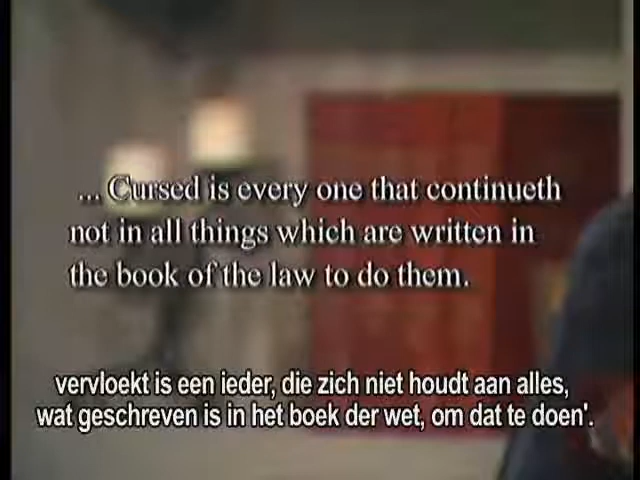 ... Cursed is every one that continueth
not in all things which are written in
the book of the law to do them.
vervloekt is een ieder, die zich niet houdt aan alles,
wat geschreven is in het boek der wet, om dat te doen'.